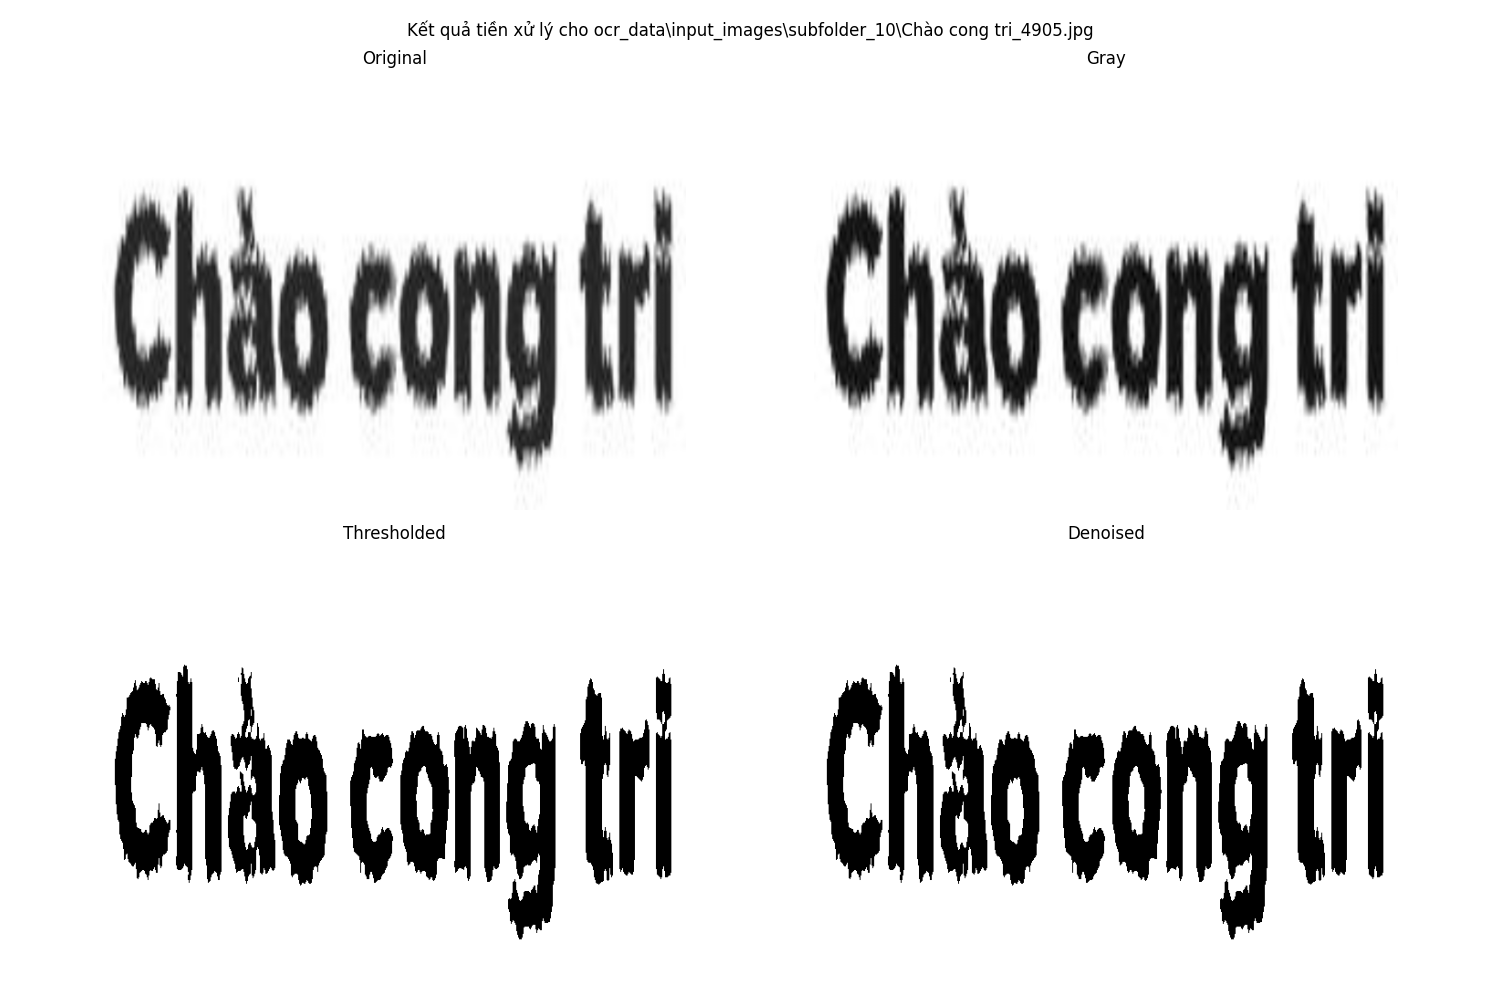 Kết quả tiền xử lý cho ocr_data\input_images\subfolder_10\Chào cong tri_4905.jpg
Original
Gray
Chào cong tri
Chào cong tri
Thresholded
Denoised
Chào cong tri
Chào cong tri